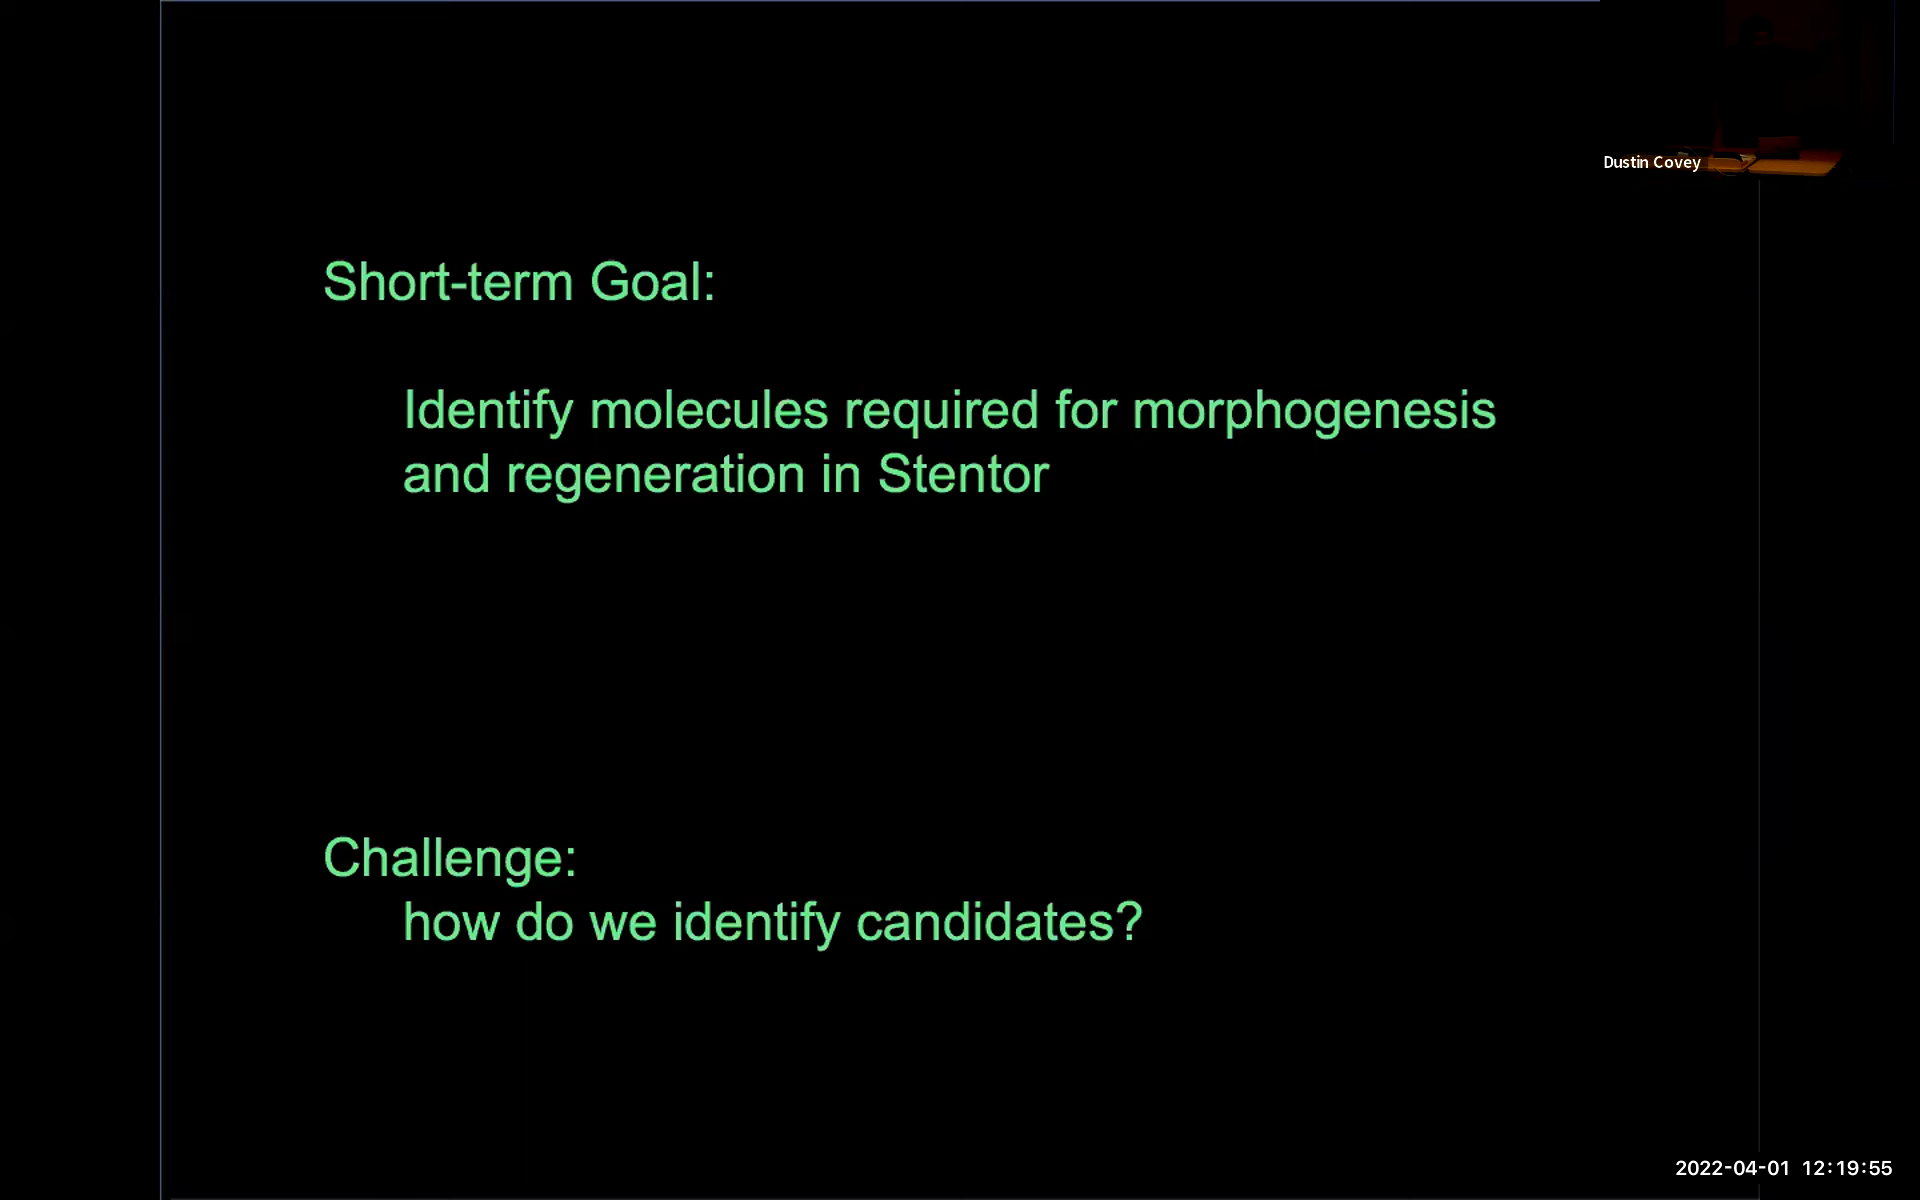 Dustin Covey
Short-term Goal:
Identify molecules required for morphogenesis
and regeneration in Stentor
Challenge:
how do we identify candidates?
2022-04-01 12:19:55